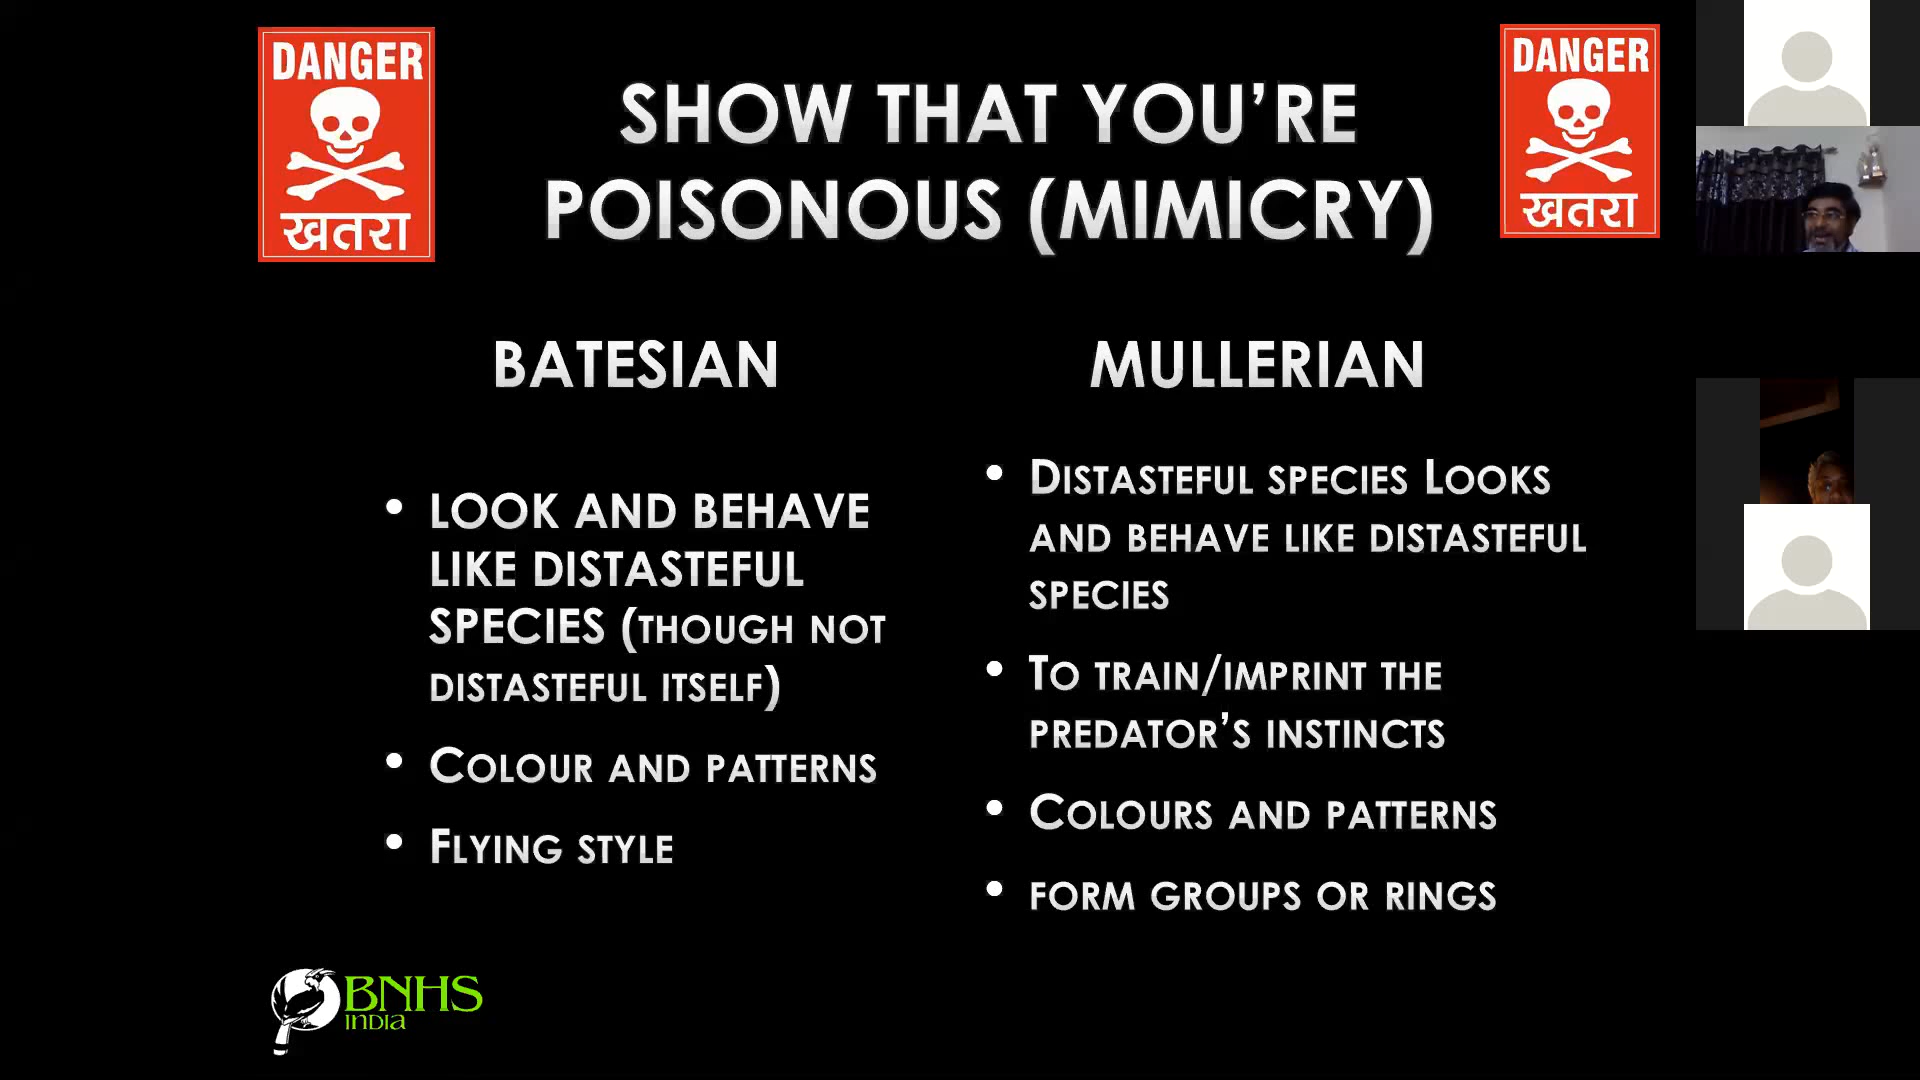 DANGER
खतरा
SHOW THAT YOU’RE
POISONOUS (MIMICRY)
DANGER
खतरा
BATESIAN
• LOOK AND BEHAVE
LIKE DISTASTEFUL
SPECIES (THOUGH NOT
DISTASTEFUL ITSELF)
• COLOUR AND PATTERNS
• FLYING STYLE
MULLERIAN
• DISTASTEFUL SPECIES LOOKS
AND BEHAVE LIKE DISTASTEFUL
SPECIES
• TO TRAIN/IMPRINT THE
PREDATOR’S INSTINCTS
• COLOURS AND PATTERNS
• FORM GROUPS OR RINGS
BNHS
INDIA